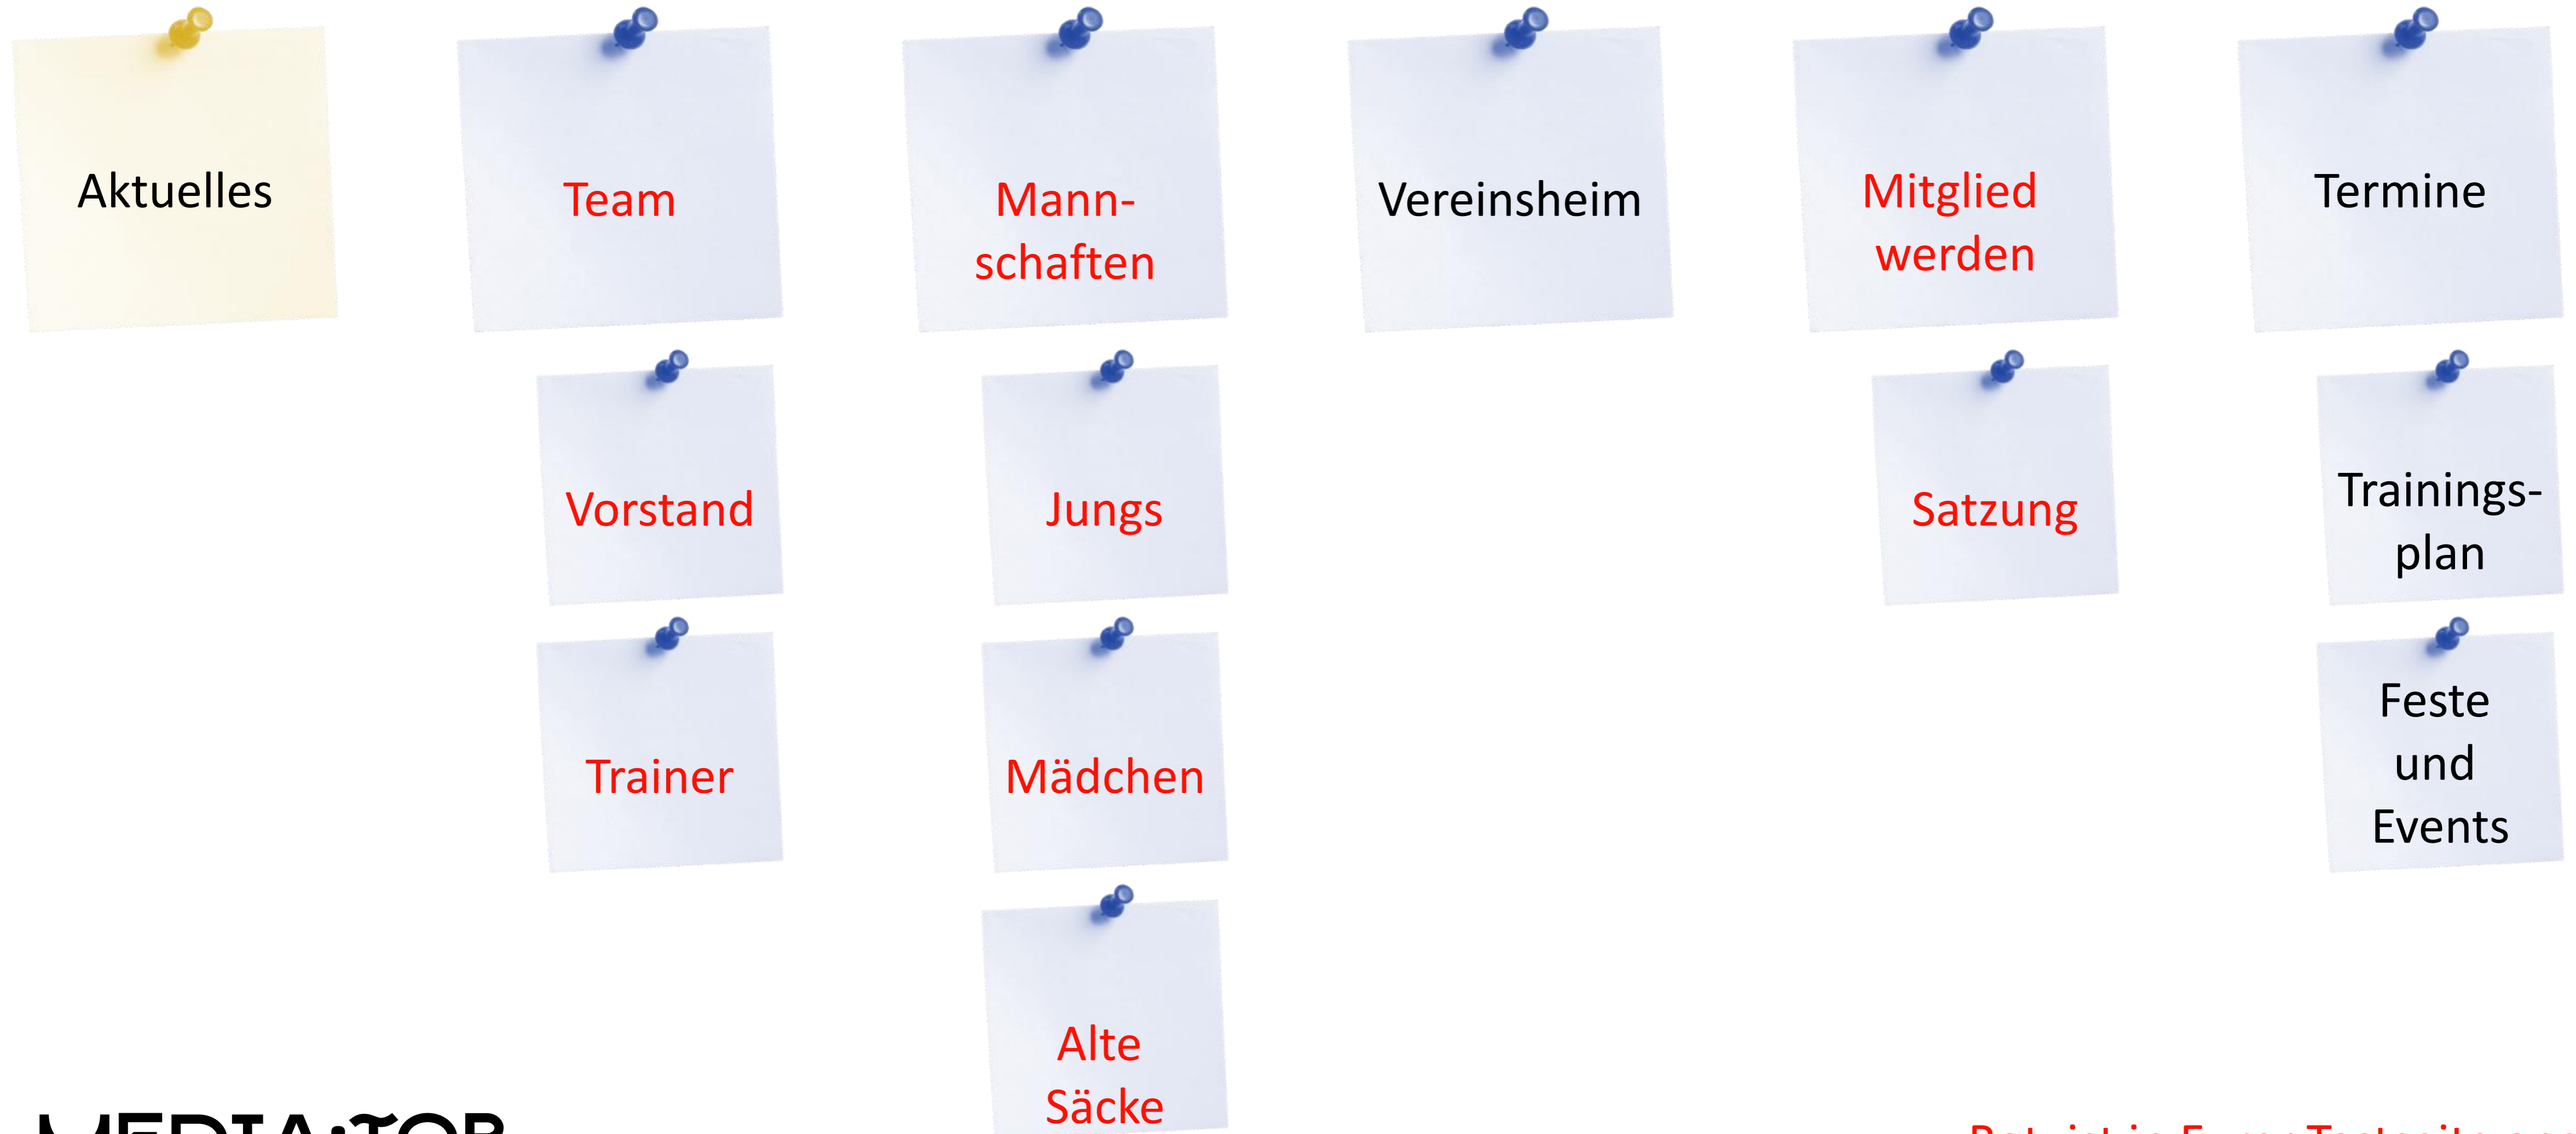 Aktuelles
Team
Mann-
schaften
Vereinsheim
Mitglied
werden
Termine
Vorstand
Jungs
Satzung
Trainings-
plan
Trainer
Mädchen
Feste
und
Events
Alte
Säcke